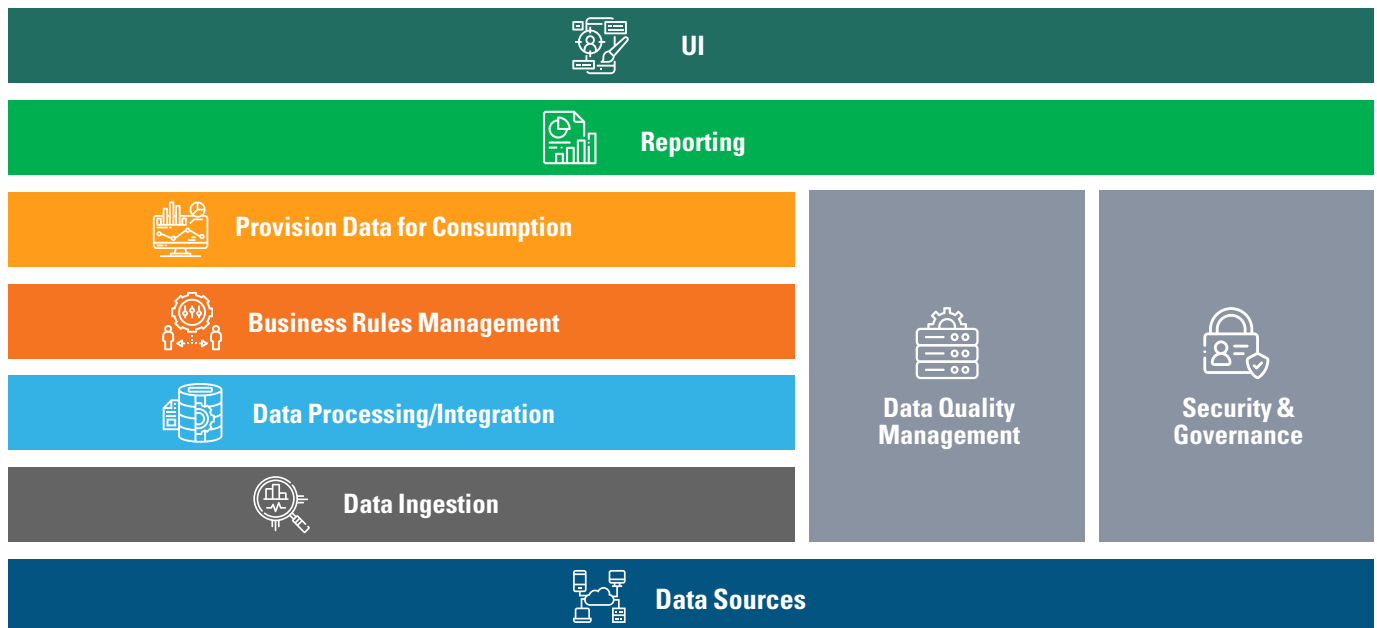 UI
Reporting
Provision Data for Consumption
Business Rules Management
Data Processing/Integration
Data Ingestion
Data Quality
Management
Security &
Governance
Data Sources